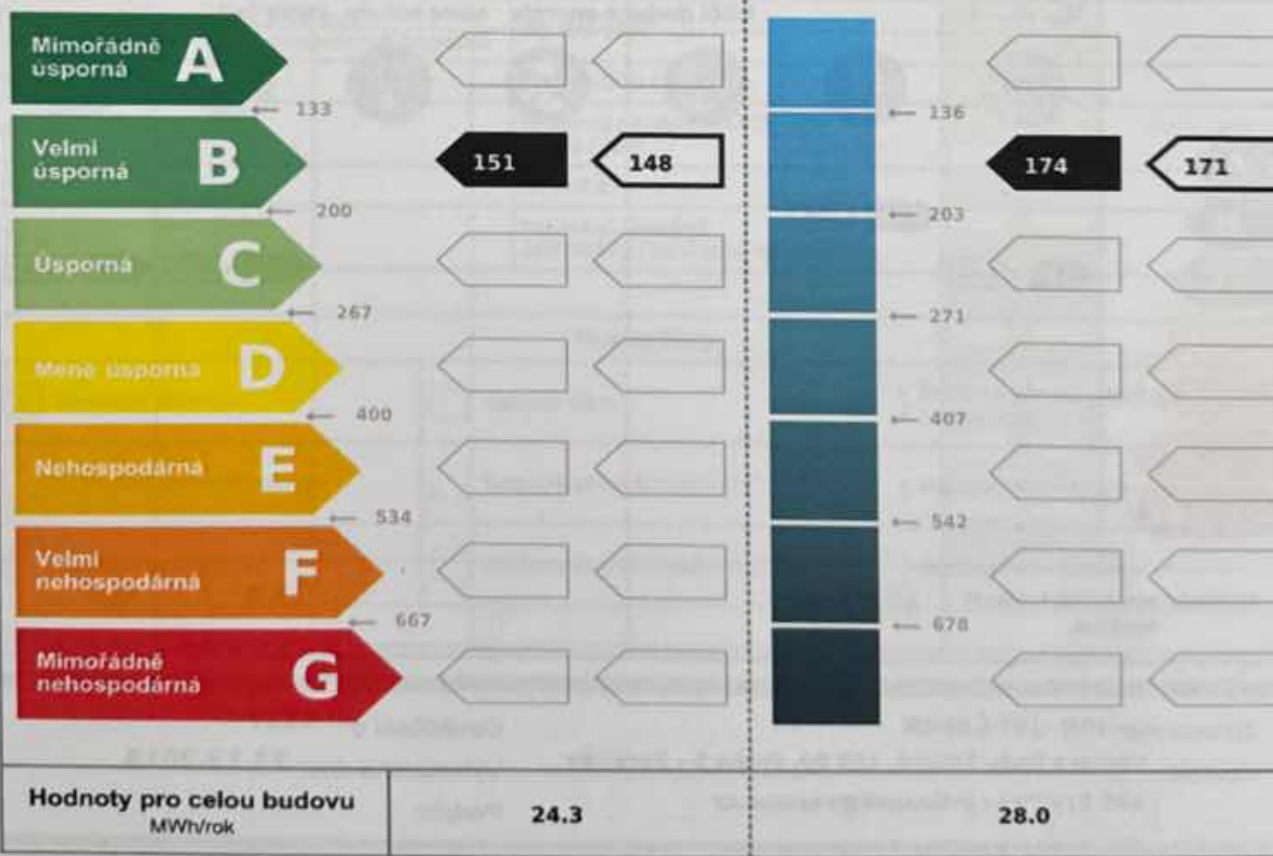 Mimořádně
úsporná
A
133
136
Velmi
úsporná
B
151
148
174
171
200
203
Úsporná
C
267
271
Méně úsporná
D
400
407
Nehospodárná
E
534
542
Velmi
nehospodárná
F
667
678
Mimořádně
nehospodárná
G
Hodnoty pro celou budovu
MWh/rok
24.3
28.0